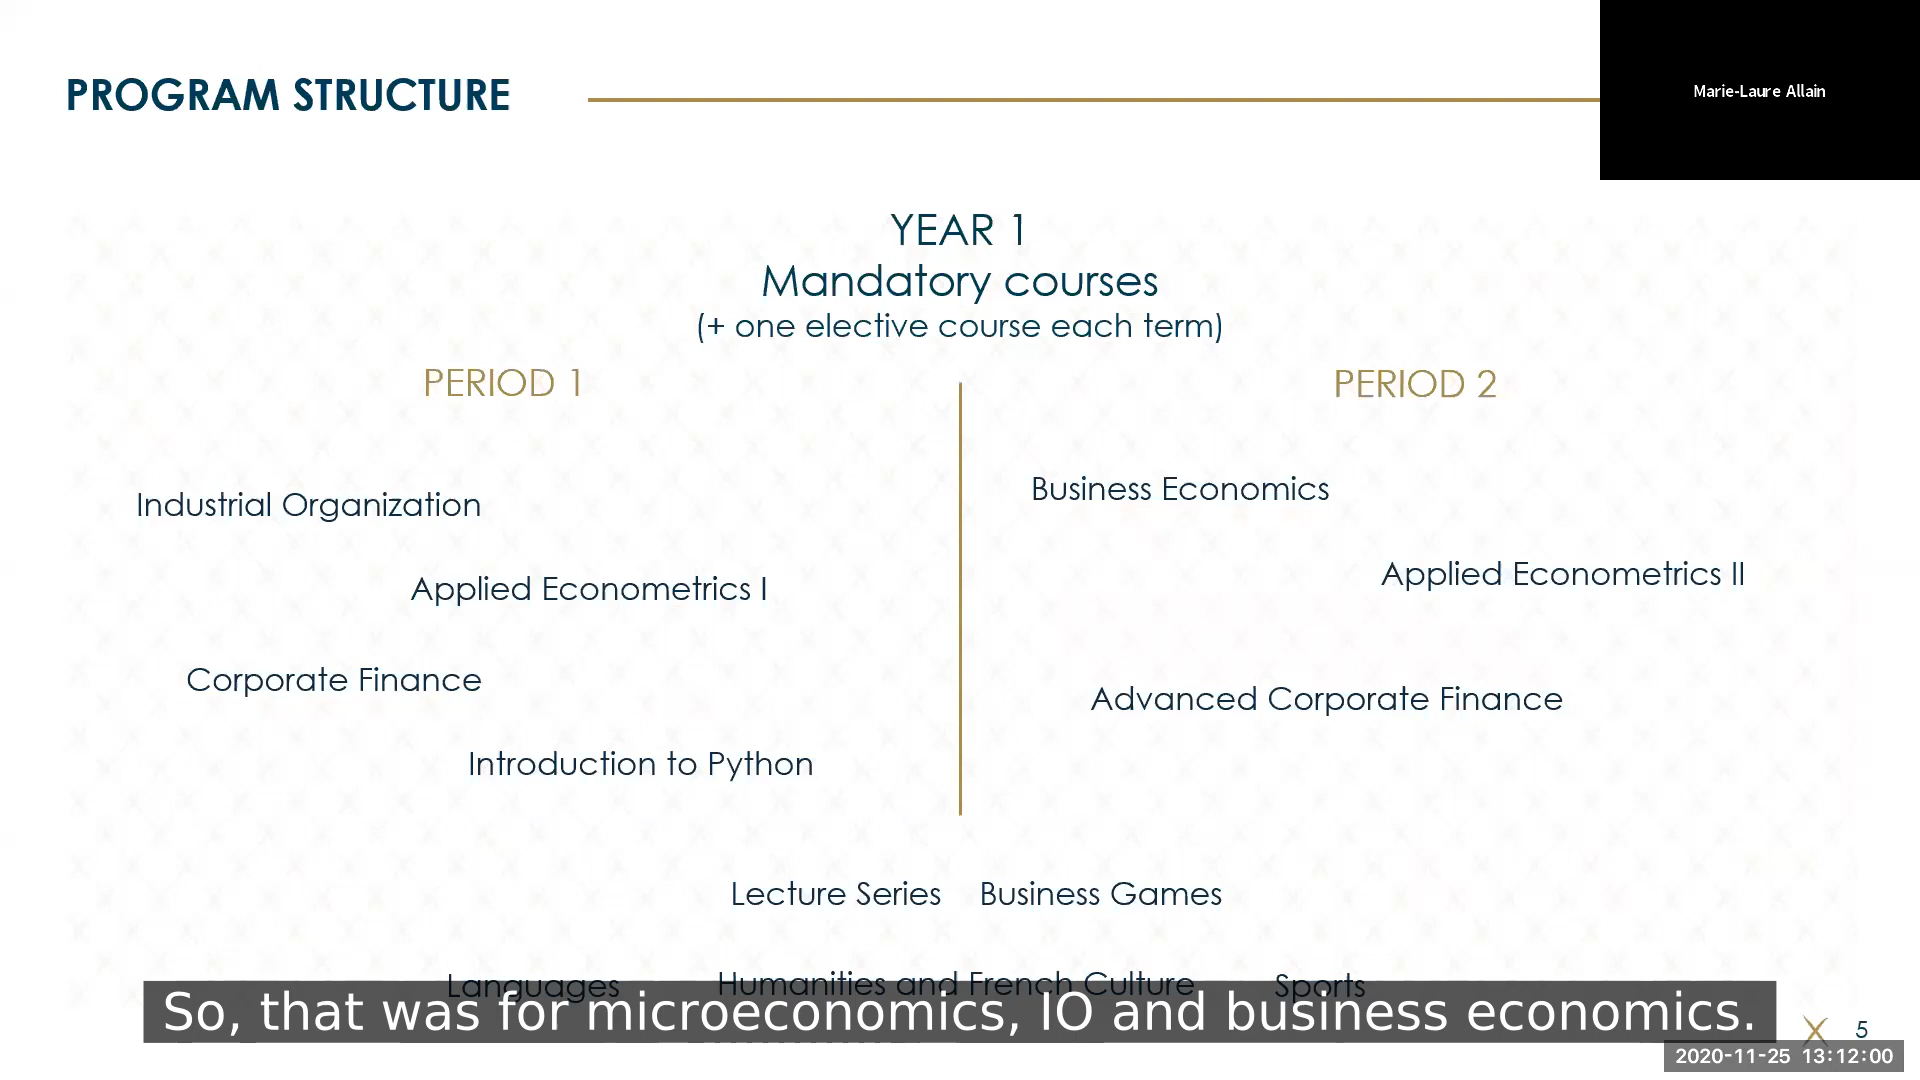 PROGRAM STRUCTURE
Marie-Laure Allain
YEAR 1
Mandatory courses
(+ one elective course each term)
PERIOD 1
PERIOD 2
Industrial Organization
Business Economics
Applied Econometrics I
Applied Econometrics II
Corporate Finance
Advanced Corporate Finance
Introduction to Python
Lecture Series Business Games
Languages Humanities and French Culture Sports
So, that was for microeconomics, IO and business economics.
5
2020-11-25 13:12:00